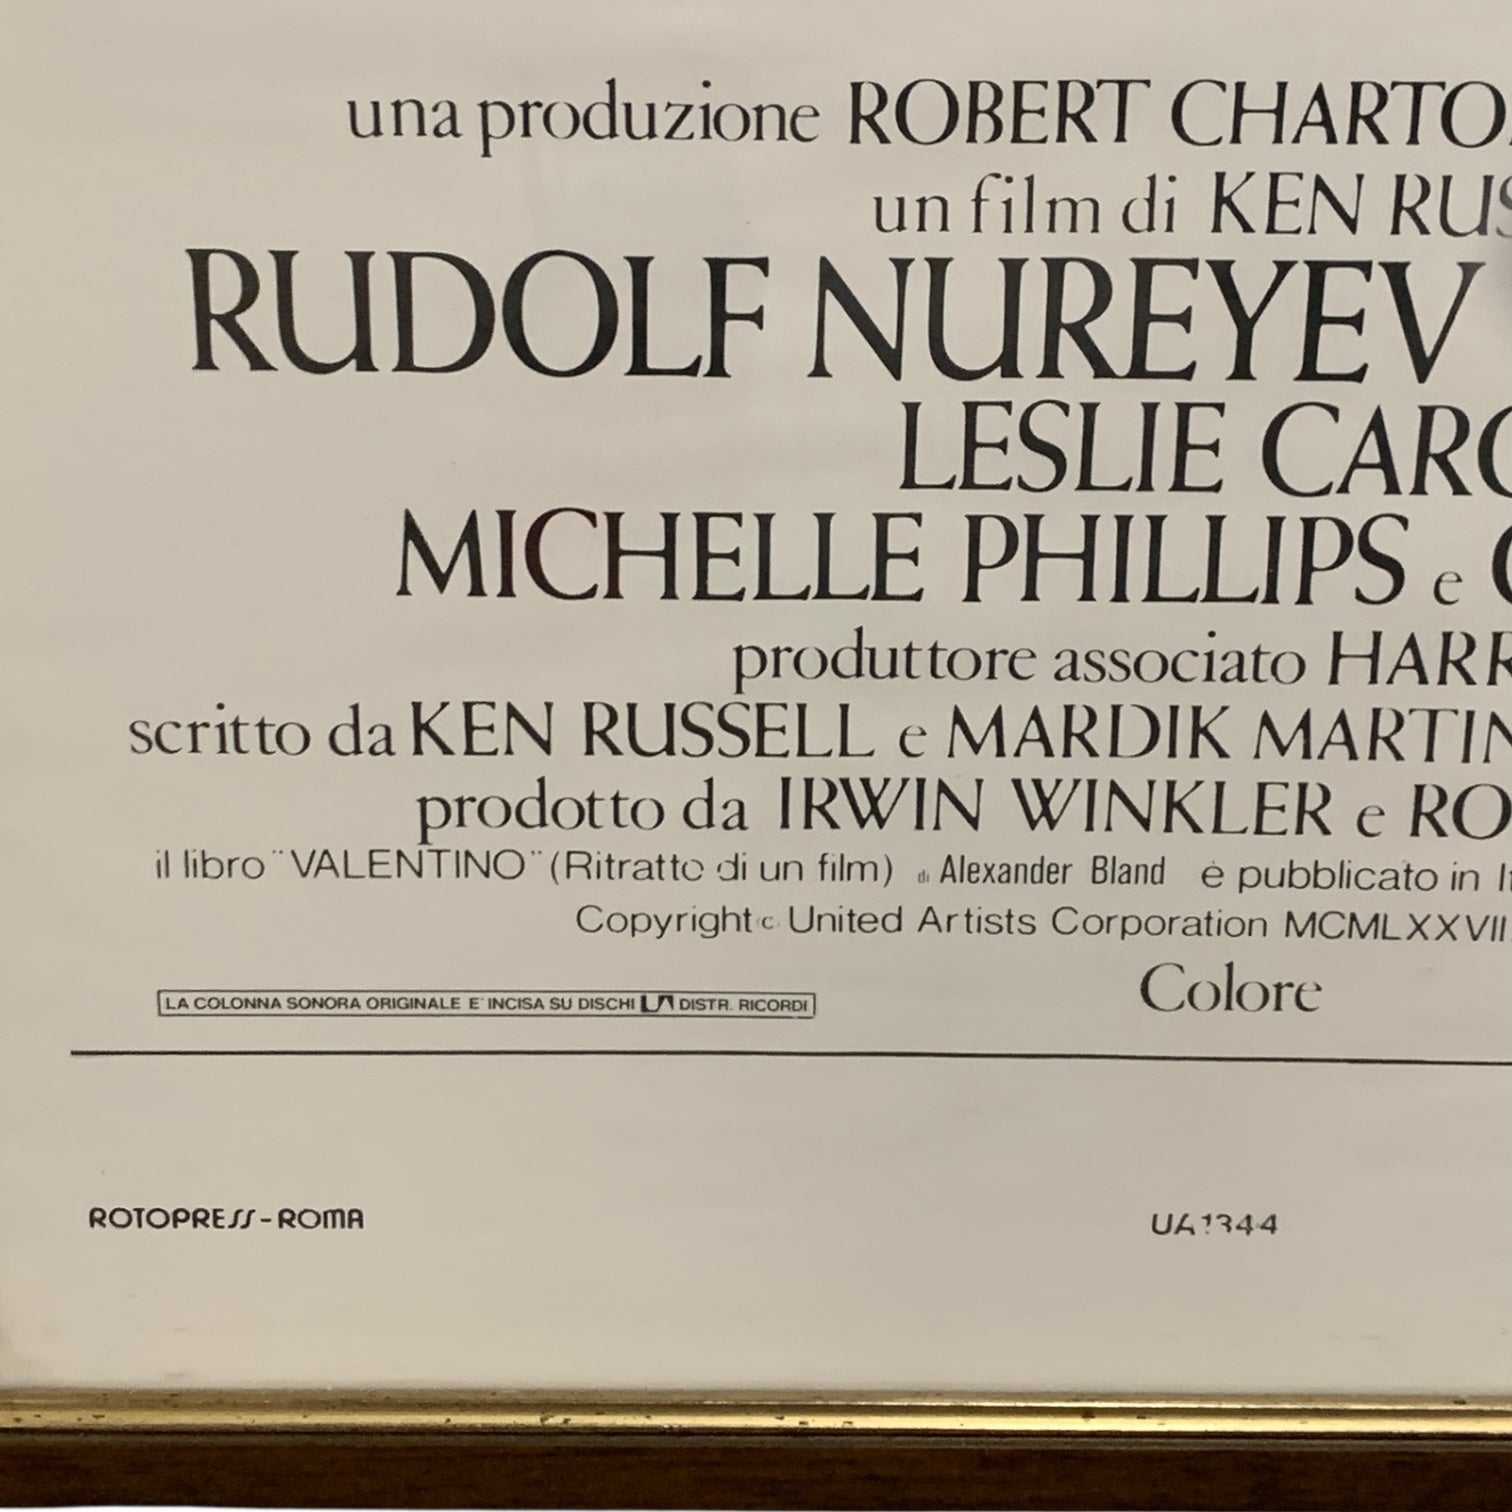 una produzione ROBERT CHARTO
un film di KEN RUS
RUDOLF NUREYEV
LESLIE CARO
MICHELLE PHILLIPS e
produttore associato HARR
scritto da KEN RUSSELL e MARDIK MARTIN
prodotto da IRWIN WINKLER e RO
il libro "VALENTINO" (Ritratto di un film) di Alexander Bland è pubblicato in
Copyright © United Artists Corporation MCMLXXVII
Colore
LA COLONNA SONORA ORIGINALE E' INCISA SU DISCHI UA DISTR. RICORDI
ROTOPRESS-ROMA
UA 1344